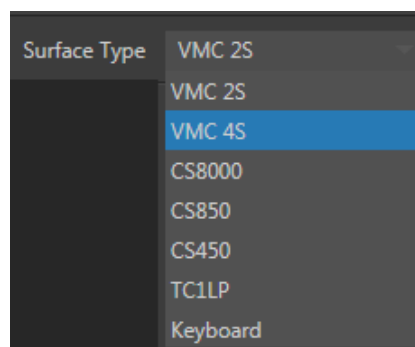 Surface Type VMC 2S
VMC 2S
VMC 4S
CS8000
CS850
CS450
TC1LP
Keyboard